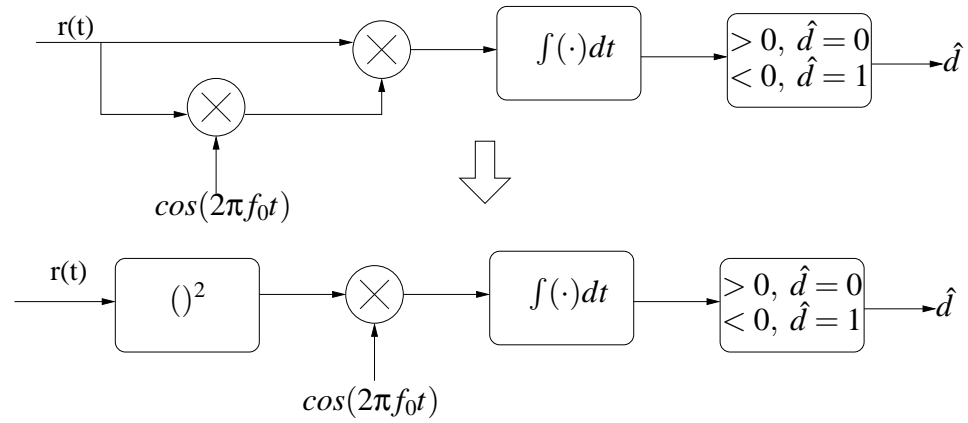 r(t)
∫(·)dt
> 0, d̂ = 0
< 0, d̂ = 1
d̂
cos(2πf₀t)
r(t)
()²
∫(·)dt
> 0, d̂ = 0
< 0, d̂ = 1
d̂
cos(2πf₀t)